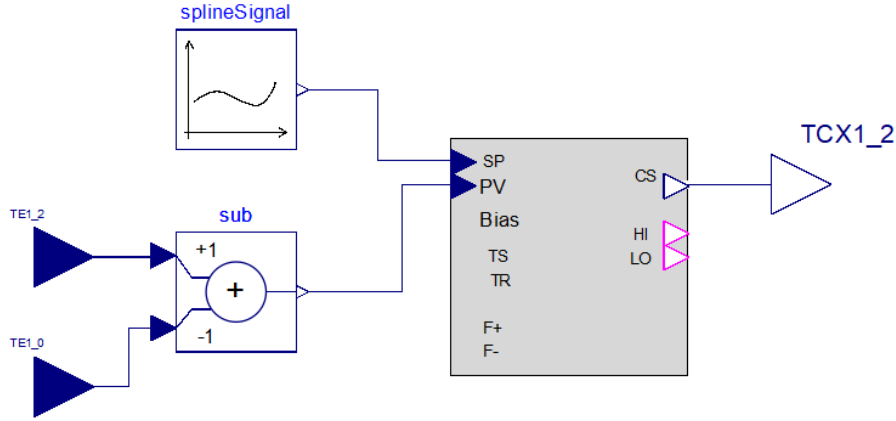 splineSignal
TCX1_2
SP
CS
PV
TE1_2
sub
Bias
HI
+1
TS
LO
TR
+
TE1_0
-1
F+
F-